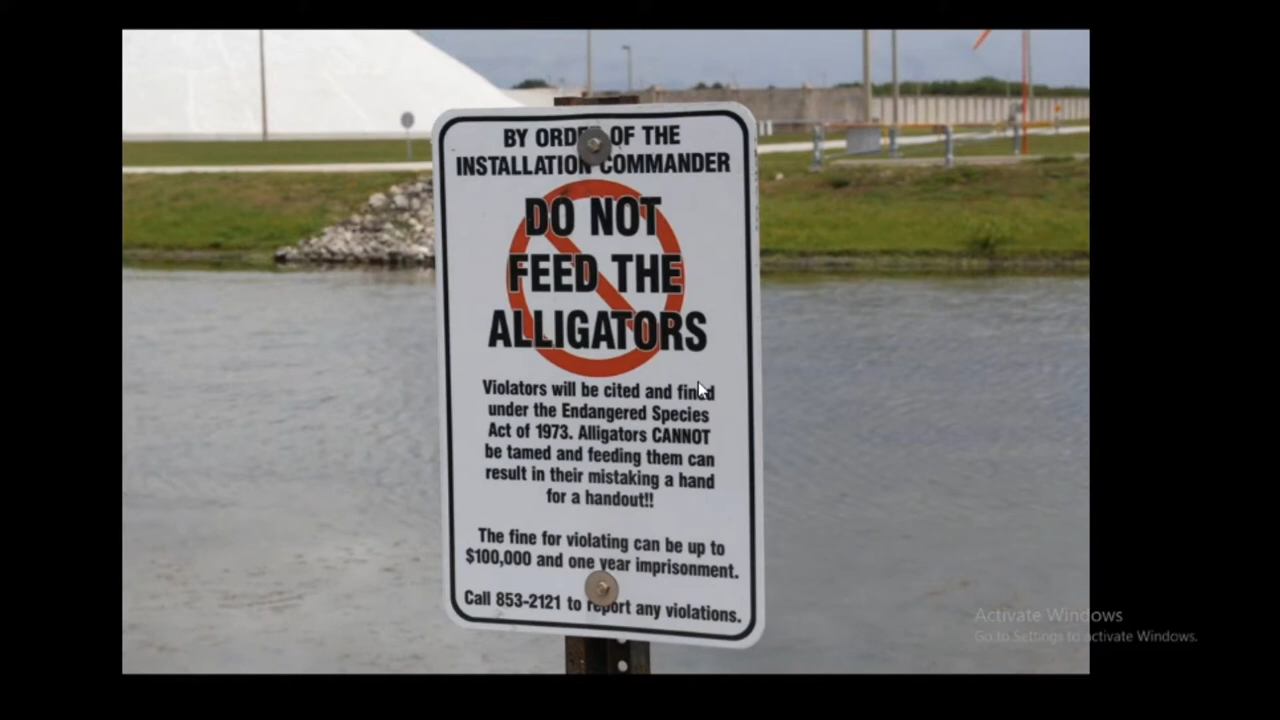 BY ORDER OF THE
INSTALLATION COMMANDER
DO NOT
FEED THE
ALLIGATORS
Violators will be cited and fined
under the Endangered Species
Act of 1973. Alligators CANNOT
be tamed and feeding them can
result in their mistaking a hand
for a handout!!
The fine for violating can be up to
$100,000 and one year imprisonment.
Call 853-2121 to report any violations.
Activate Windows
Go to Settings to activate Windows.